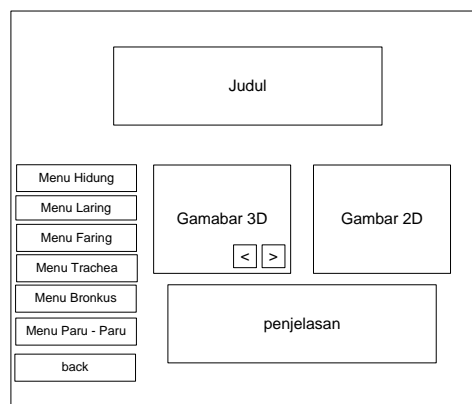 Judul
Menu Hidung
Menu Laring
Menu Faring
Menu Trachea
Menu Bronkus
Menu Paru - Paru
back
Gamabar 3D
< >
Gambar 2D
penjelasan